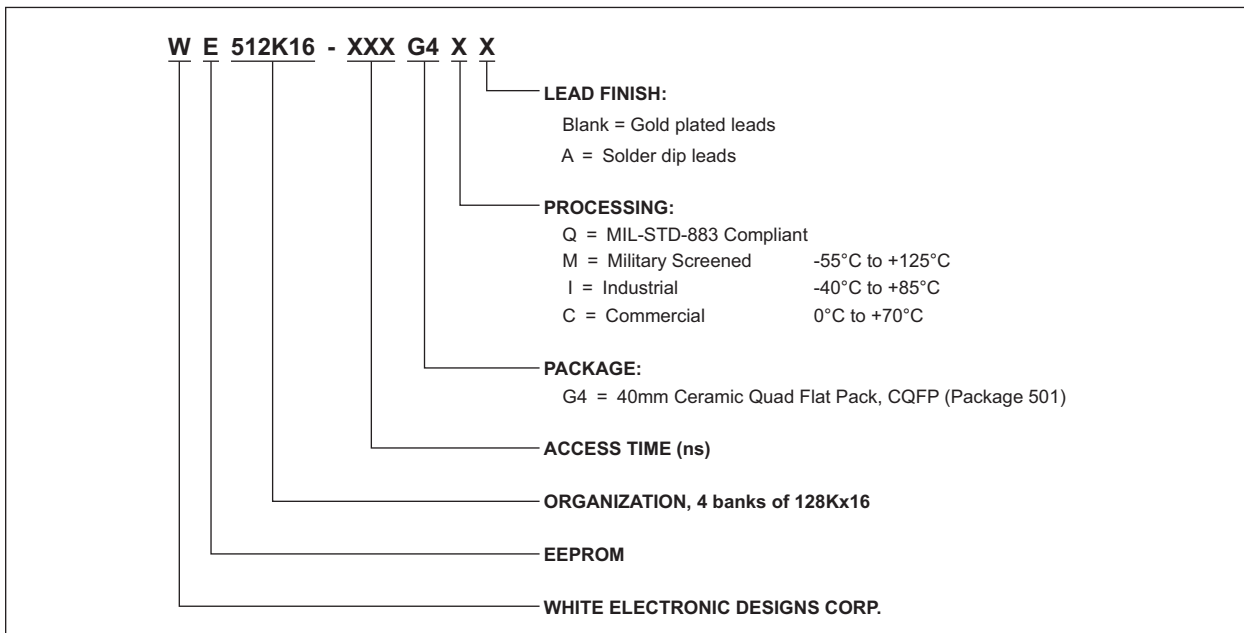 W E 512K16 - XXX G4 X X
LEAD FINISH:
Blank = Gold plated leads
A = Solder dip leads
PROCESSING:
Q = MIL-STD-883 Compliant
M = Military Screened -55°C to +125°C
I = Industrial -40°C to +85°C
C = Commercial 0°C to +70°C
PACKAGE:
G4 = 40mm Ceramic Quad Flat Pack, CQFP (Package 501)
ACCESS TIME (ns)
ORGANIZATION, 4 banks of 128Kx16
EEPROM
WHITE ELECTRONIC DESIGNS CORP.